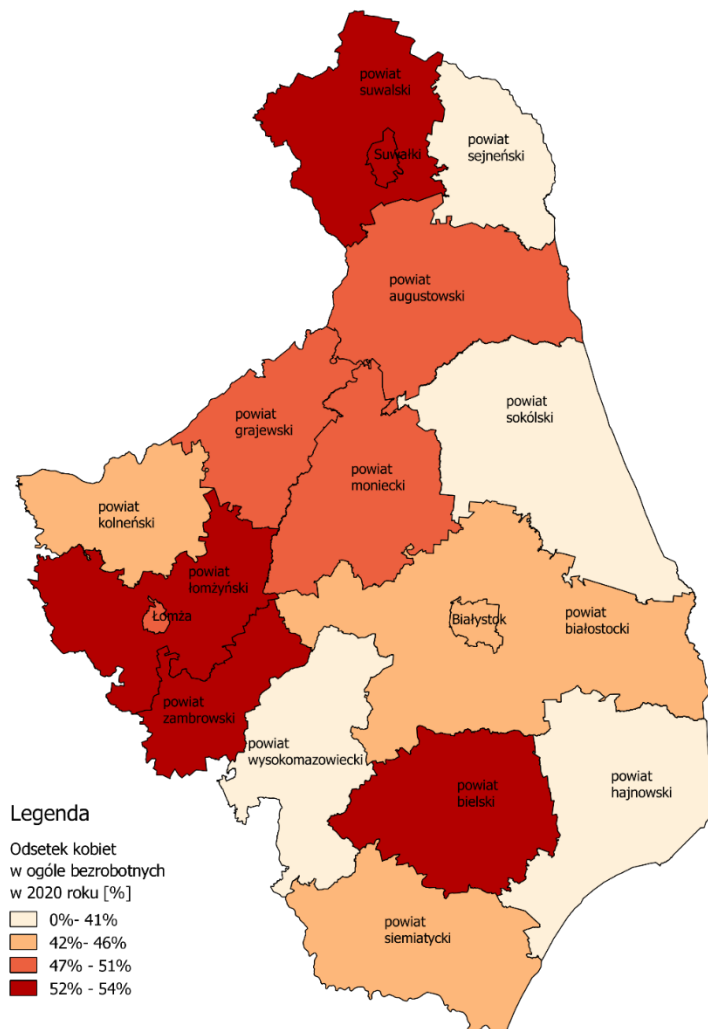 powiat
suwalski
Suwałki
powiat
sejneński
powiat
augustowski
powiat
sokólski
powiat
grajewski
powiat
moniecki
powiat
kolneński
powiat
łomżyński
Łomża
Białystok
powiat
białostocki
powiat
zambrowski
powiat
wysokomazowiecki
powiat
bielski
powiat
hajnowski
powiat
siemiatycki
Legenda
Odsetek kobiet
w ogóle bezrobotnych
w 2020 roku [%]
0%- 41%
42%- 46%
47% - 51%
52% - 54%